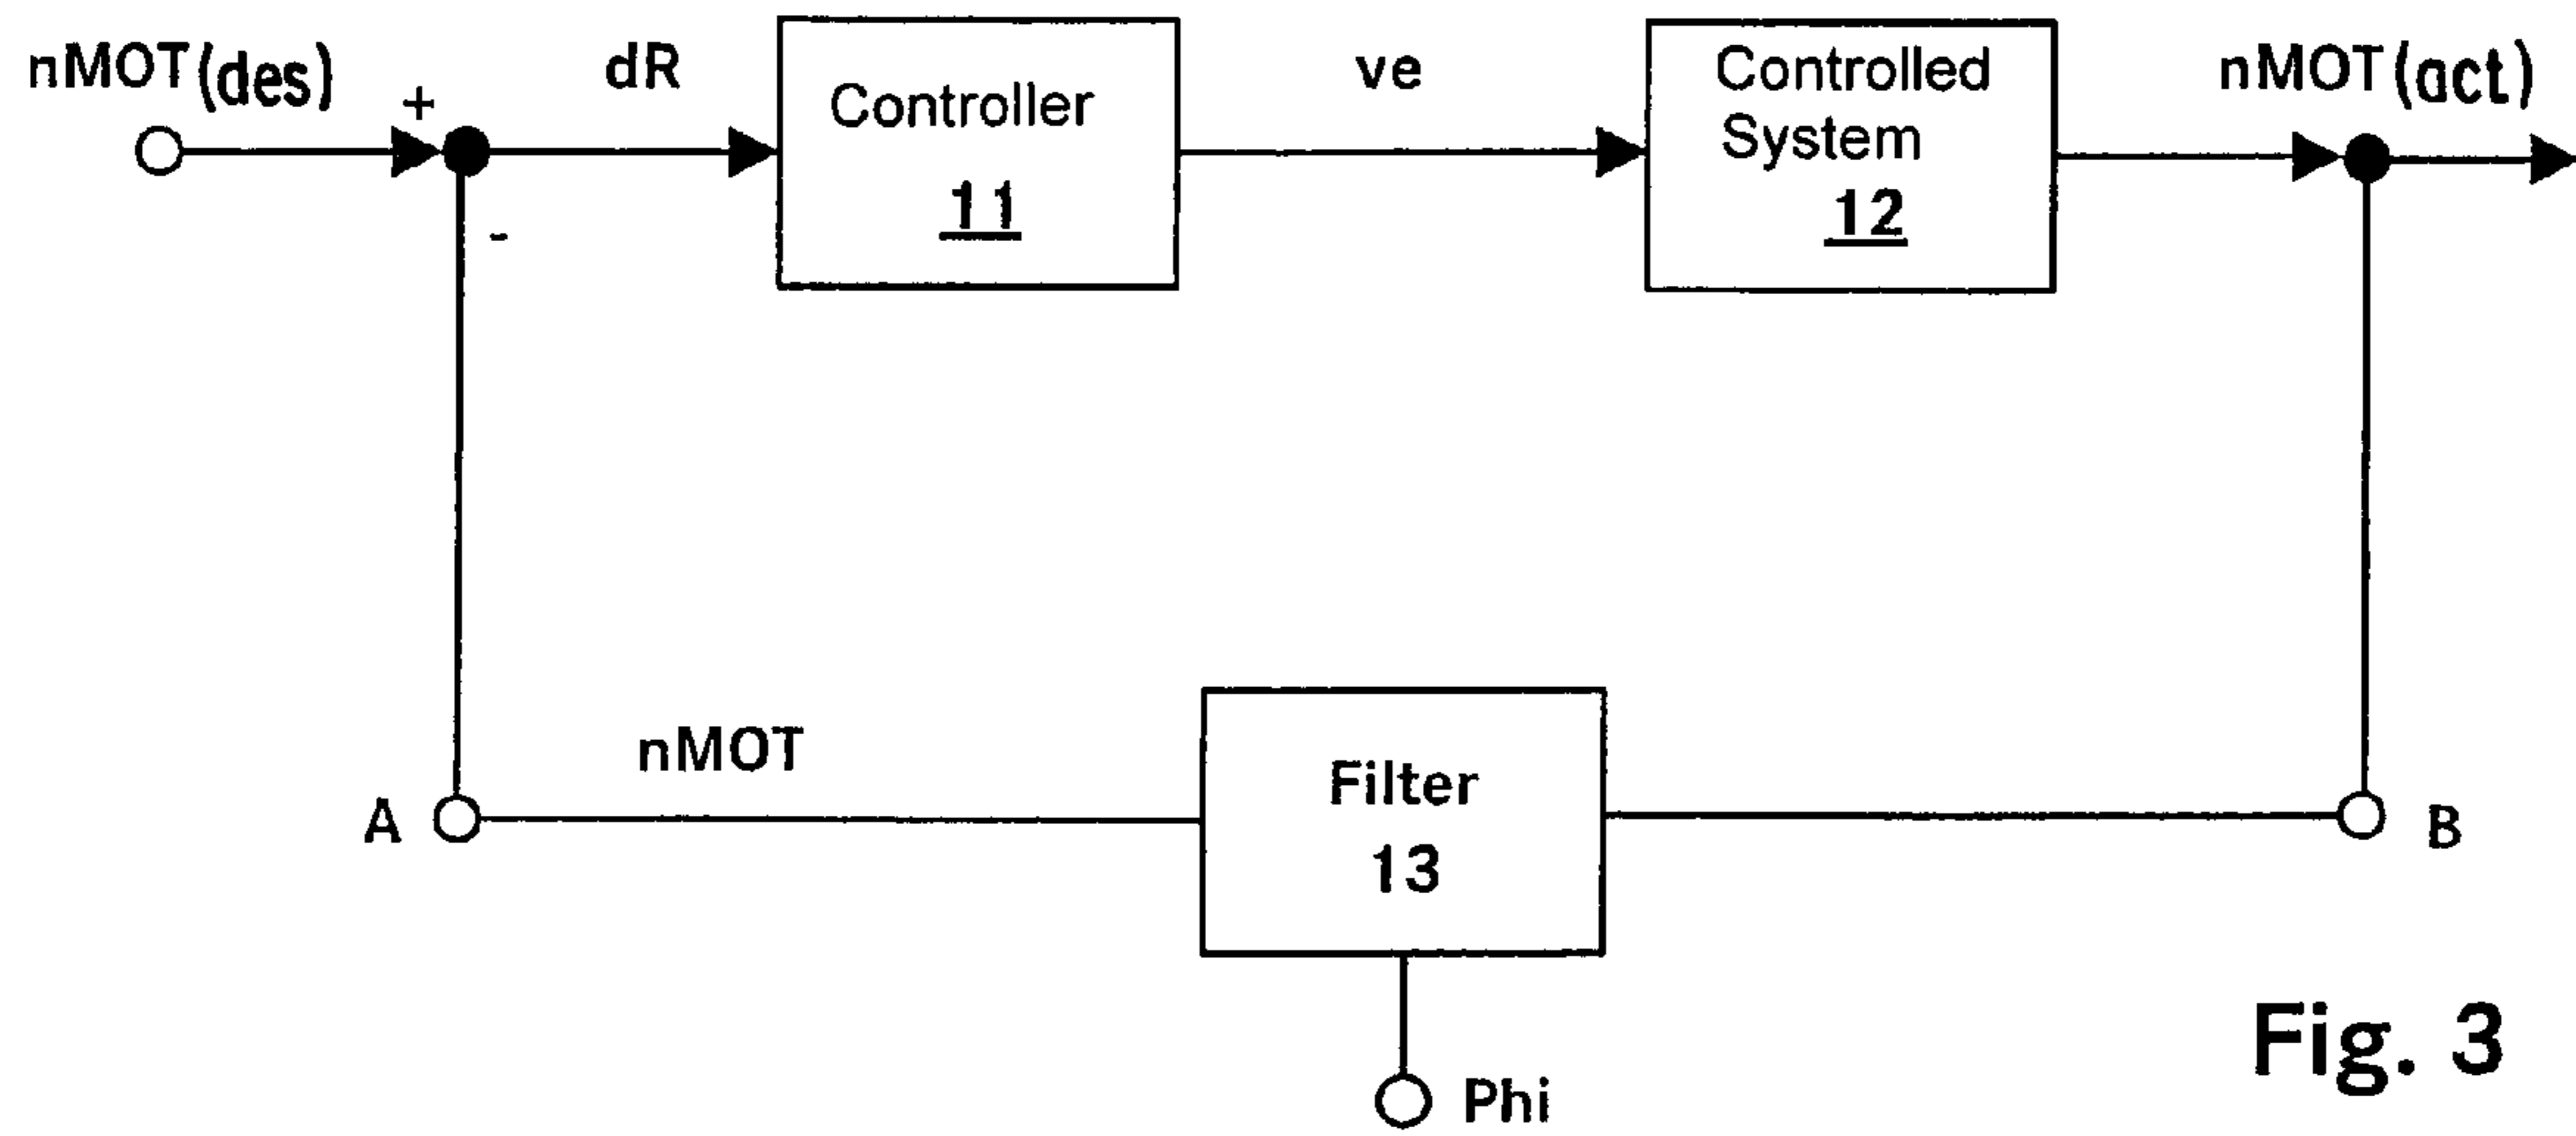 nMOT(des)
+
dR
Controller
11
ve
Controlled
System
12
nMOT(act)
-
nMOT
A
Filter
13
B
Phi
Fig. 3